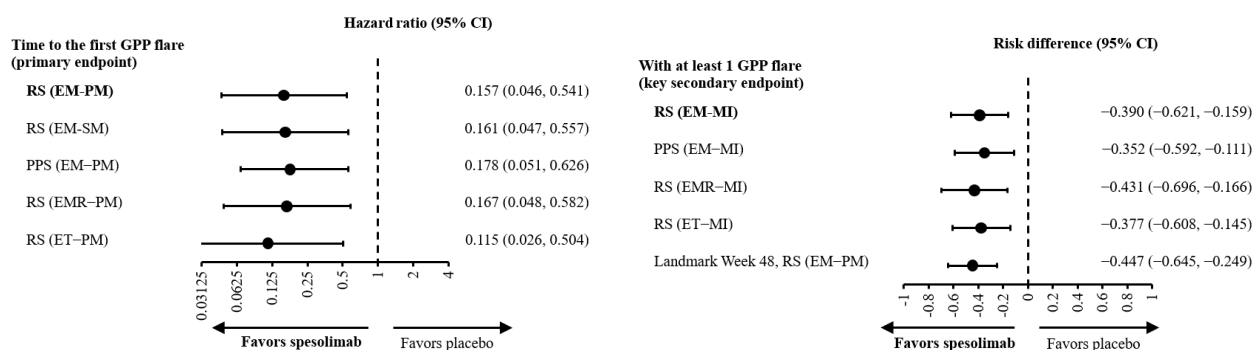 Hazard ratio (95% CI)
Time to the first GPP flare
(primary endpoint)
RS (EM-PM) 0.157 (0.046, 0.541)
RS (EM-SM) 0.161 (0.047, 0.557)
PPS (EM−PM) 0.178 (0.051, 0.626)
RS (EMR−PM) 0.167 (0.048, 0.582)
RS (ET−PM) 0.115 (0.026, 0.504)
0.03125 0.0625 0.125 0.25 0.5 1 2 4
Favors spesolimab Favors placebo
Risk difference (95% CI)
With at least 1 GPP flare
(key secondary endpoint)
RS (EM-MI) −0.390 (−0.621, −0.159)
PPS (EM−MI) −0.352 (−0.592, −0.111)
RS (EMR−MI) −0.431 (−0.696, −0.166)
RS (ET−MI) −0.377 (−0.608, −0.145)
Landmark Week 48, RS (EM−PM) −0.447 (−0.645, −0.249)
-1 -0.8 -0.6 -0.4 -0.2 0 0.2 0.4 0.6 0.8 1
Favors spesolimab Favors placebo